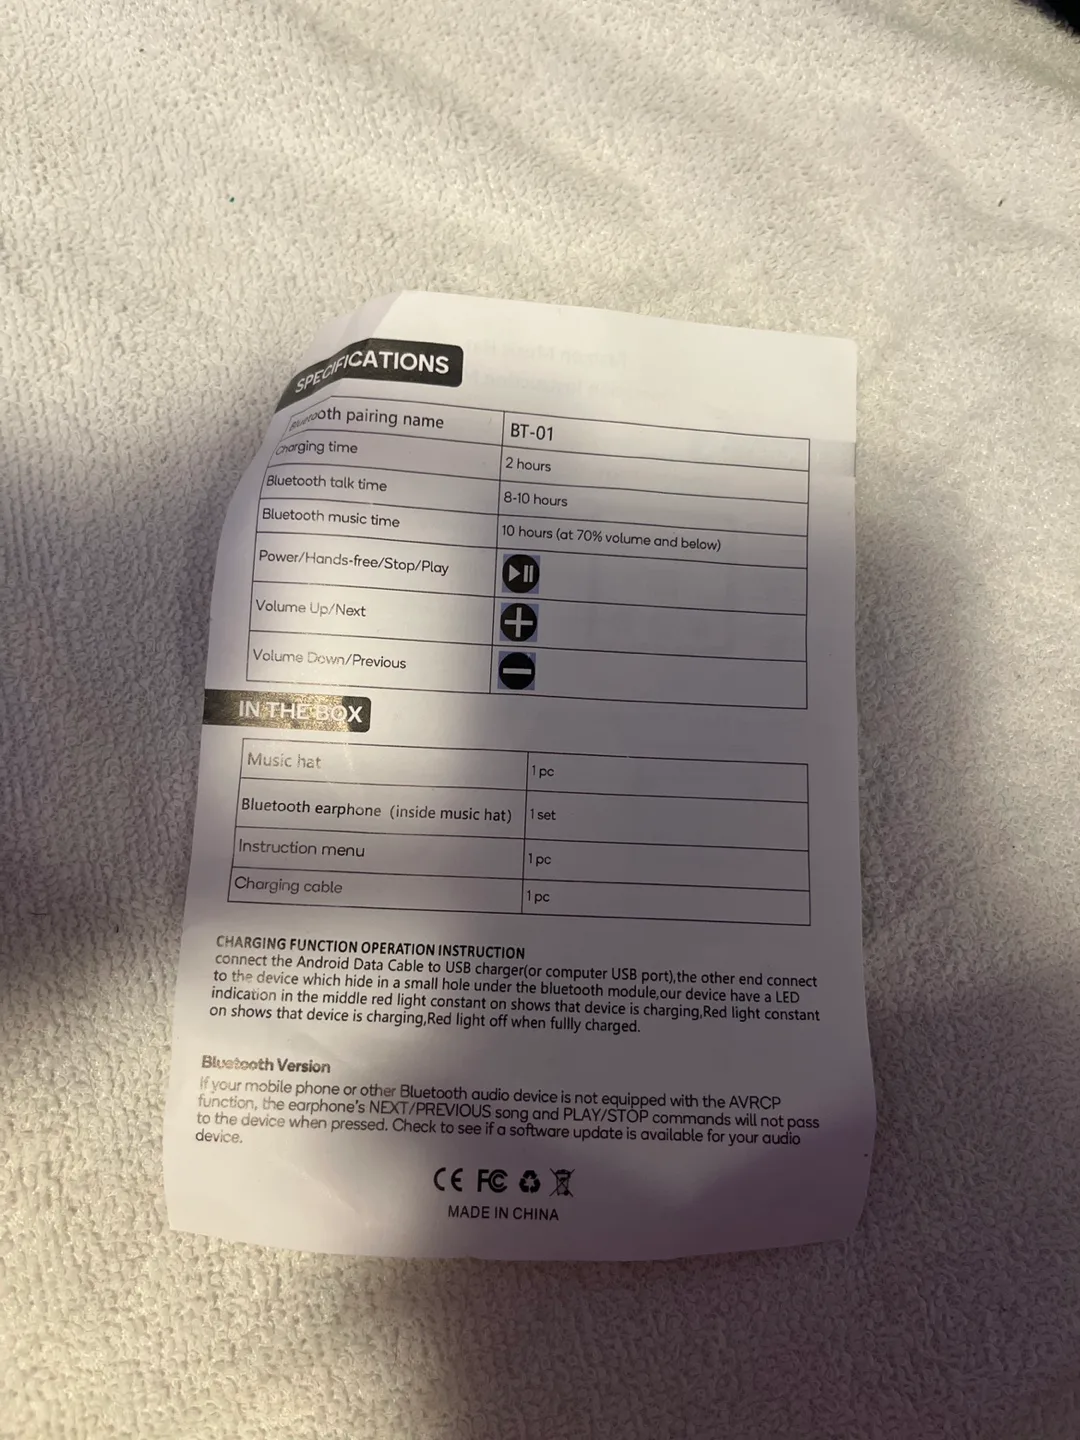 SPECIFICATIONS
Bluetooth pairing name BT-01
Charging time 2 hours
Bluetooth talk time 8-10 hours
Bluetooth music time 10 hours (at 70% volume and below)
Power/Hands-free/Stop/Play
Volume Up/Next
Volume Down/Previous
IN THE BOX
Music hat 1 pc
Bluetooth earphone (inside music hat) 1 set
Instruction menu 1 pc
Charging cable 1 pc
CHARGING FUNCTION OPERATION INSTRUCTION
connect the Android Data Cable to USB charger(or computer USB port),the other end connect
to the device which hide in a small hole under the bluetooth module,our device have a LED
indication in the middle red light constant on shows that device is charging,Red light constant
on shows that device is charging,Red light off when fullly charged.
Bluetooth Version
If your mobile phone or other Bluetooth audio device is not equipped with the AVRCP
function, the earphone's NEXT/PREVIOUS song and PLAY/STOP commands will not pass
to the device when pressed. Check to see if a software update is available for your audio
device.
CE FC
MADE IN CHINA